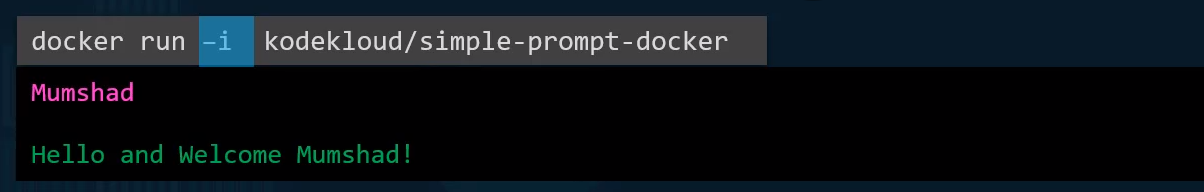 docker run –i kodekloud/simple-prompt-docker
Mumshad
Hello and Welcome Mumshad!